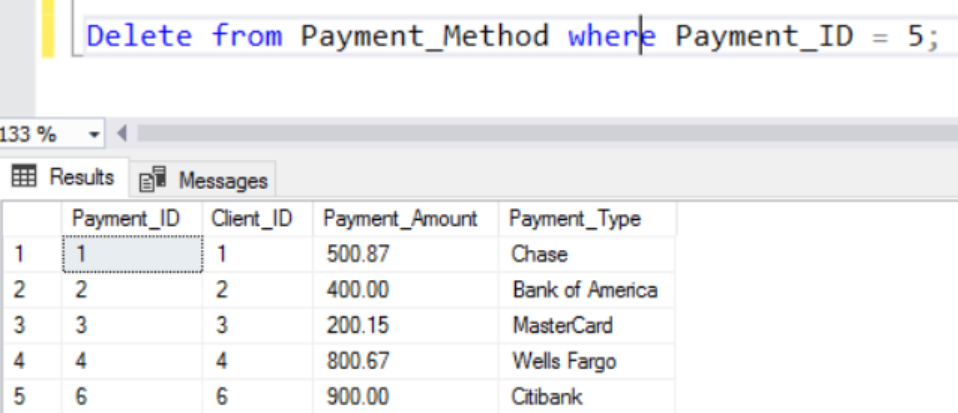 Delete from Payment_Method where Payment_ID = 5;
133 %
Results Messages
Payment_ID Client_ID Payment_Amount Payment_Type
1 1 1 500.87 Chase
2 2 2 400.00 Bank of America
3 3 3 200.15 MasterCard
4 4 4 800.67 Wells Fargo
5 6 6 900.00 Citibank